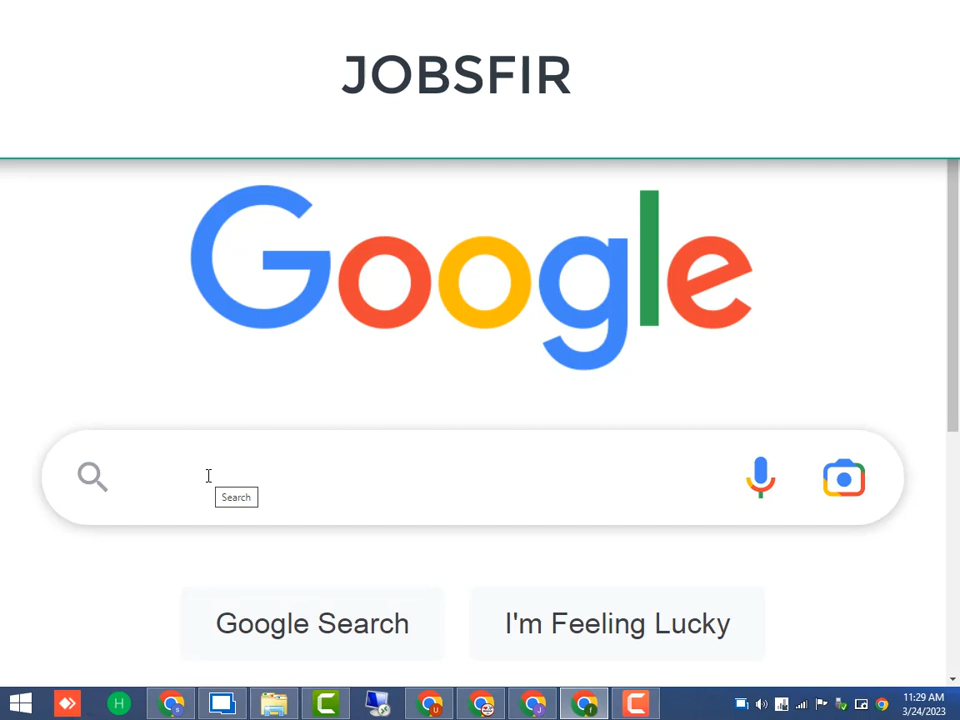 JOBSFIR
Google
Search
Google Search
I'm Feeling Lucky
11:29 AM
3/24/2023